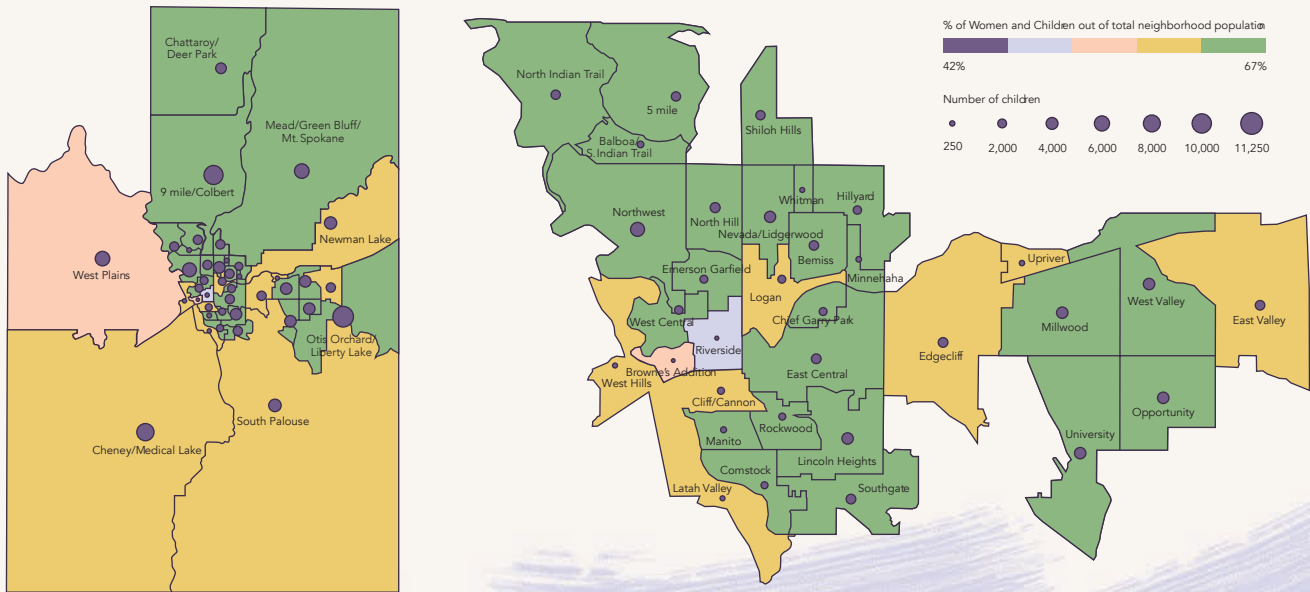 Chattaroy/
Deer Park
Mead/Green Bluff/
Mt. Spokane
9 mile/Colbert
Newman Lake
West Plains
Otis Orchard/
Liberty Lake
South Palouse
Cheney/Medical Lake
North Indian Trail
5 mile
Shiloh Hills
Balboa/
S. Indian Trail
Whitman
Hillyard
Northwest
North Hill
Nevada/Lidgerwood
Bemiss
Emerson Garfield
Minnehaha
Logan
West Central
Chief Garry Park
Riverside
Browne's Addition
West Hills
East Central
Cliff/Cannon
Rockwood
Manito
Lincoln Heights
Comstock
Latah Valley
Southgate
Upriver
West Valley
East Valley
Millwood
Edgecliff
Opportunity
University
% of Women and Children out of total neighborhood population
42% 67%
Number of children
250 2,000 4,000 6,000 8,000 10,000 11,250